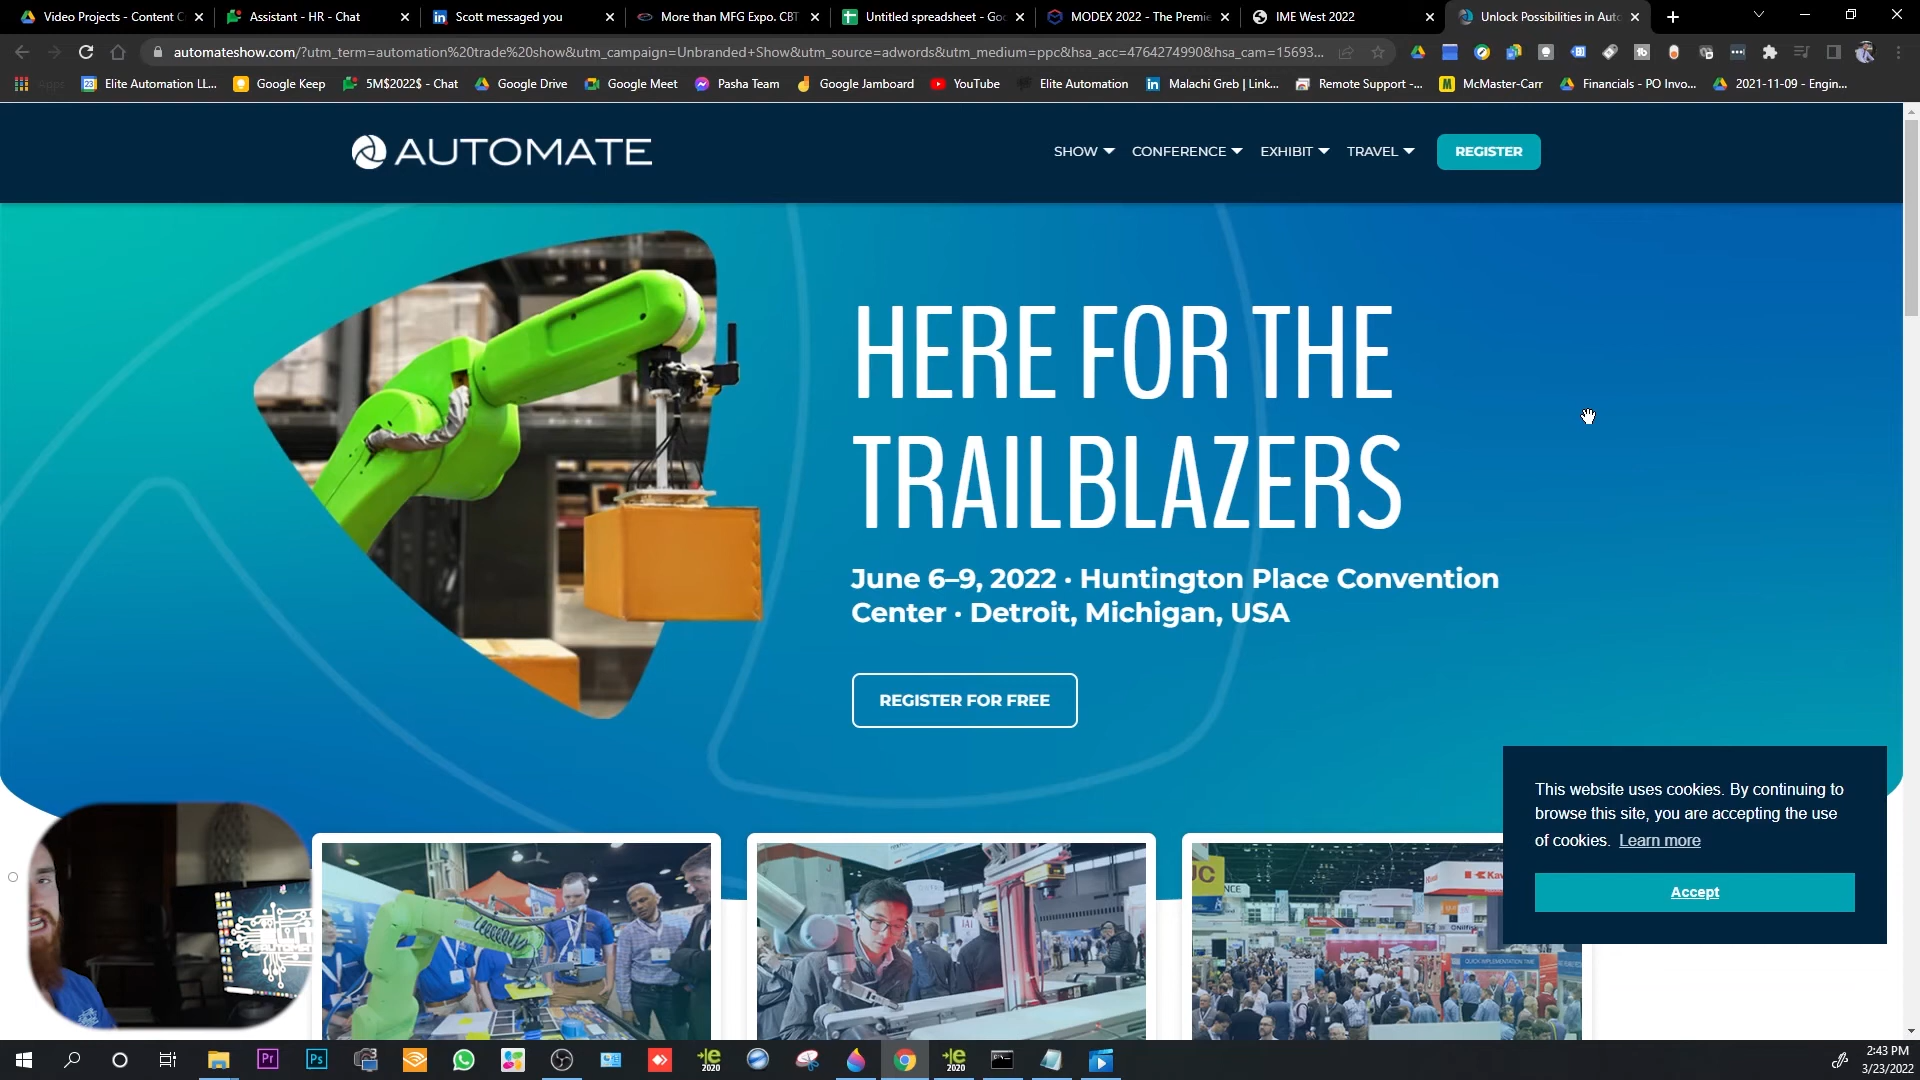 Video Projects - Content C
Assistant - HR - Chat
Scott messaged you
More than MFG Expo. CBT
Untitled spreadsheet - Goo
MODEX 2022 - The Premie
IME West 2022
Unlock Possibilities in Auto
automateshow.com/?utm_term=automation%20trade%20show&utm_campaign=Unbranded+Show&utm_source=adwords&utm_medium=ppc&hsa_acc=4764274990&hsa_cam=15693...
Apps
Elite Automation LL...
Google Keep
5M$2022$ - Chat
Google Drive
Google Meet
Pasha Team
Google Jamboard
YouTube
Elite Automation
Malachi Greb | Link...
Remote Support -...
McMaster-Carr
Financials - PO Invo...
2021-11-09 - Engin...
AUTOMATE
SHOW
CONFERENCE
EXHIBIT
TRAVEL
REGISTER
HERE FOR THE
TRAILBLAZERS
June 6–9, 2022 · Huntington Place Convention
Center · Detroit, Michigan, USA
REGISTER FOR FREE
This website uses cookies. By continuing to
browse this site, you are accepting the use
of cookies. Learn more
Accept
QUICK IMPLEMENTATION TIME
2:43 PM
3/23/2022